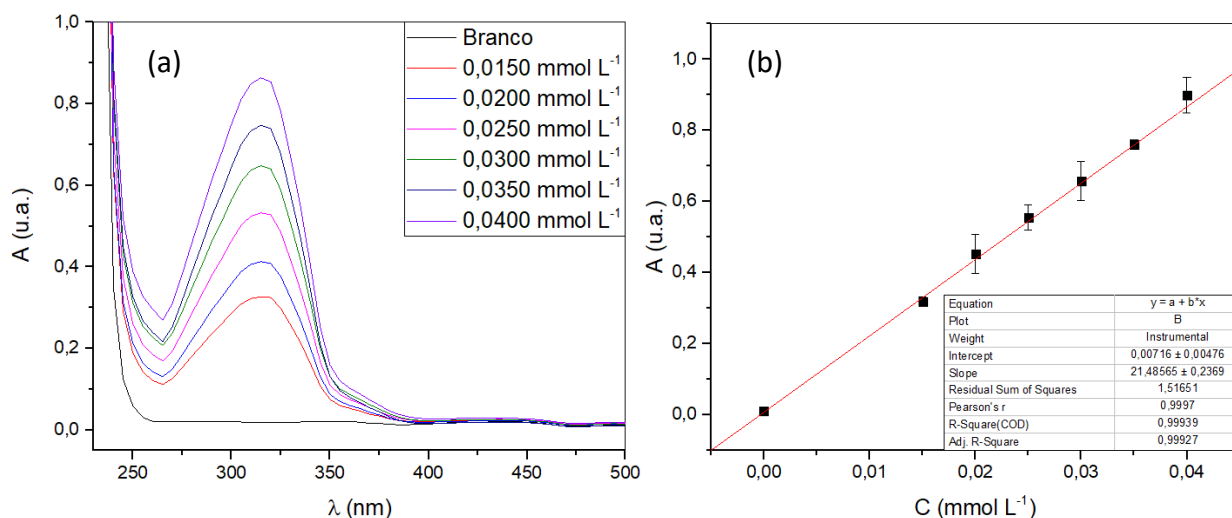 (a)
A (u.a.)
1,0
0,8
0,6
0,4
0,2
0,0
250 300 350 400 450 500
λ (nm)
Branco
0,0150 mmol L⁻¹
0,0200 mmol L⁻¹
0,0250 mmol L⁻¹
0,0300 mmol L⁻¹
0,0350 mmol L⁻¹
0,0400 mmol L⁻¹
(b)
A (u.a.)
1,0
0,8
0,6
0,4
0,2
0,0
0,00 0,01 0,02 0,03 0,04
C (mmol L⁻¹)
Equation y = a + b*x
Plot B
Weight Instrumental
Intercept 0,00716 ± 0,00476
Slope 21,48565 ± 0,2369
Residual Sum of Squares 1,51651
Pearson's r 0,9997
R-Square(COD) 0,99939
Adj. R-Square 0,99927